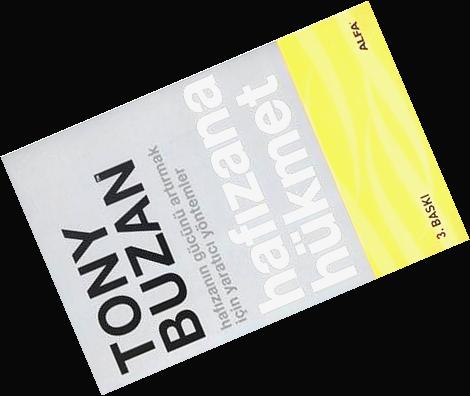 TONY
BUZAN
hafızanın gücünü artırmak
için yaratıcı yöntemler
hafızana
hükmet
3. BASKI
ALFA